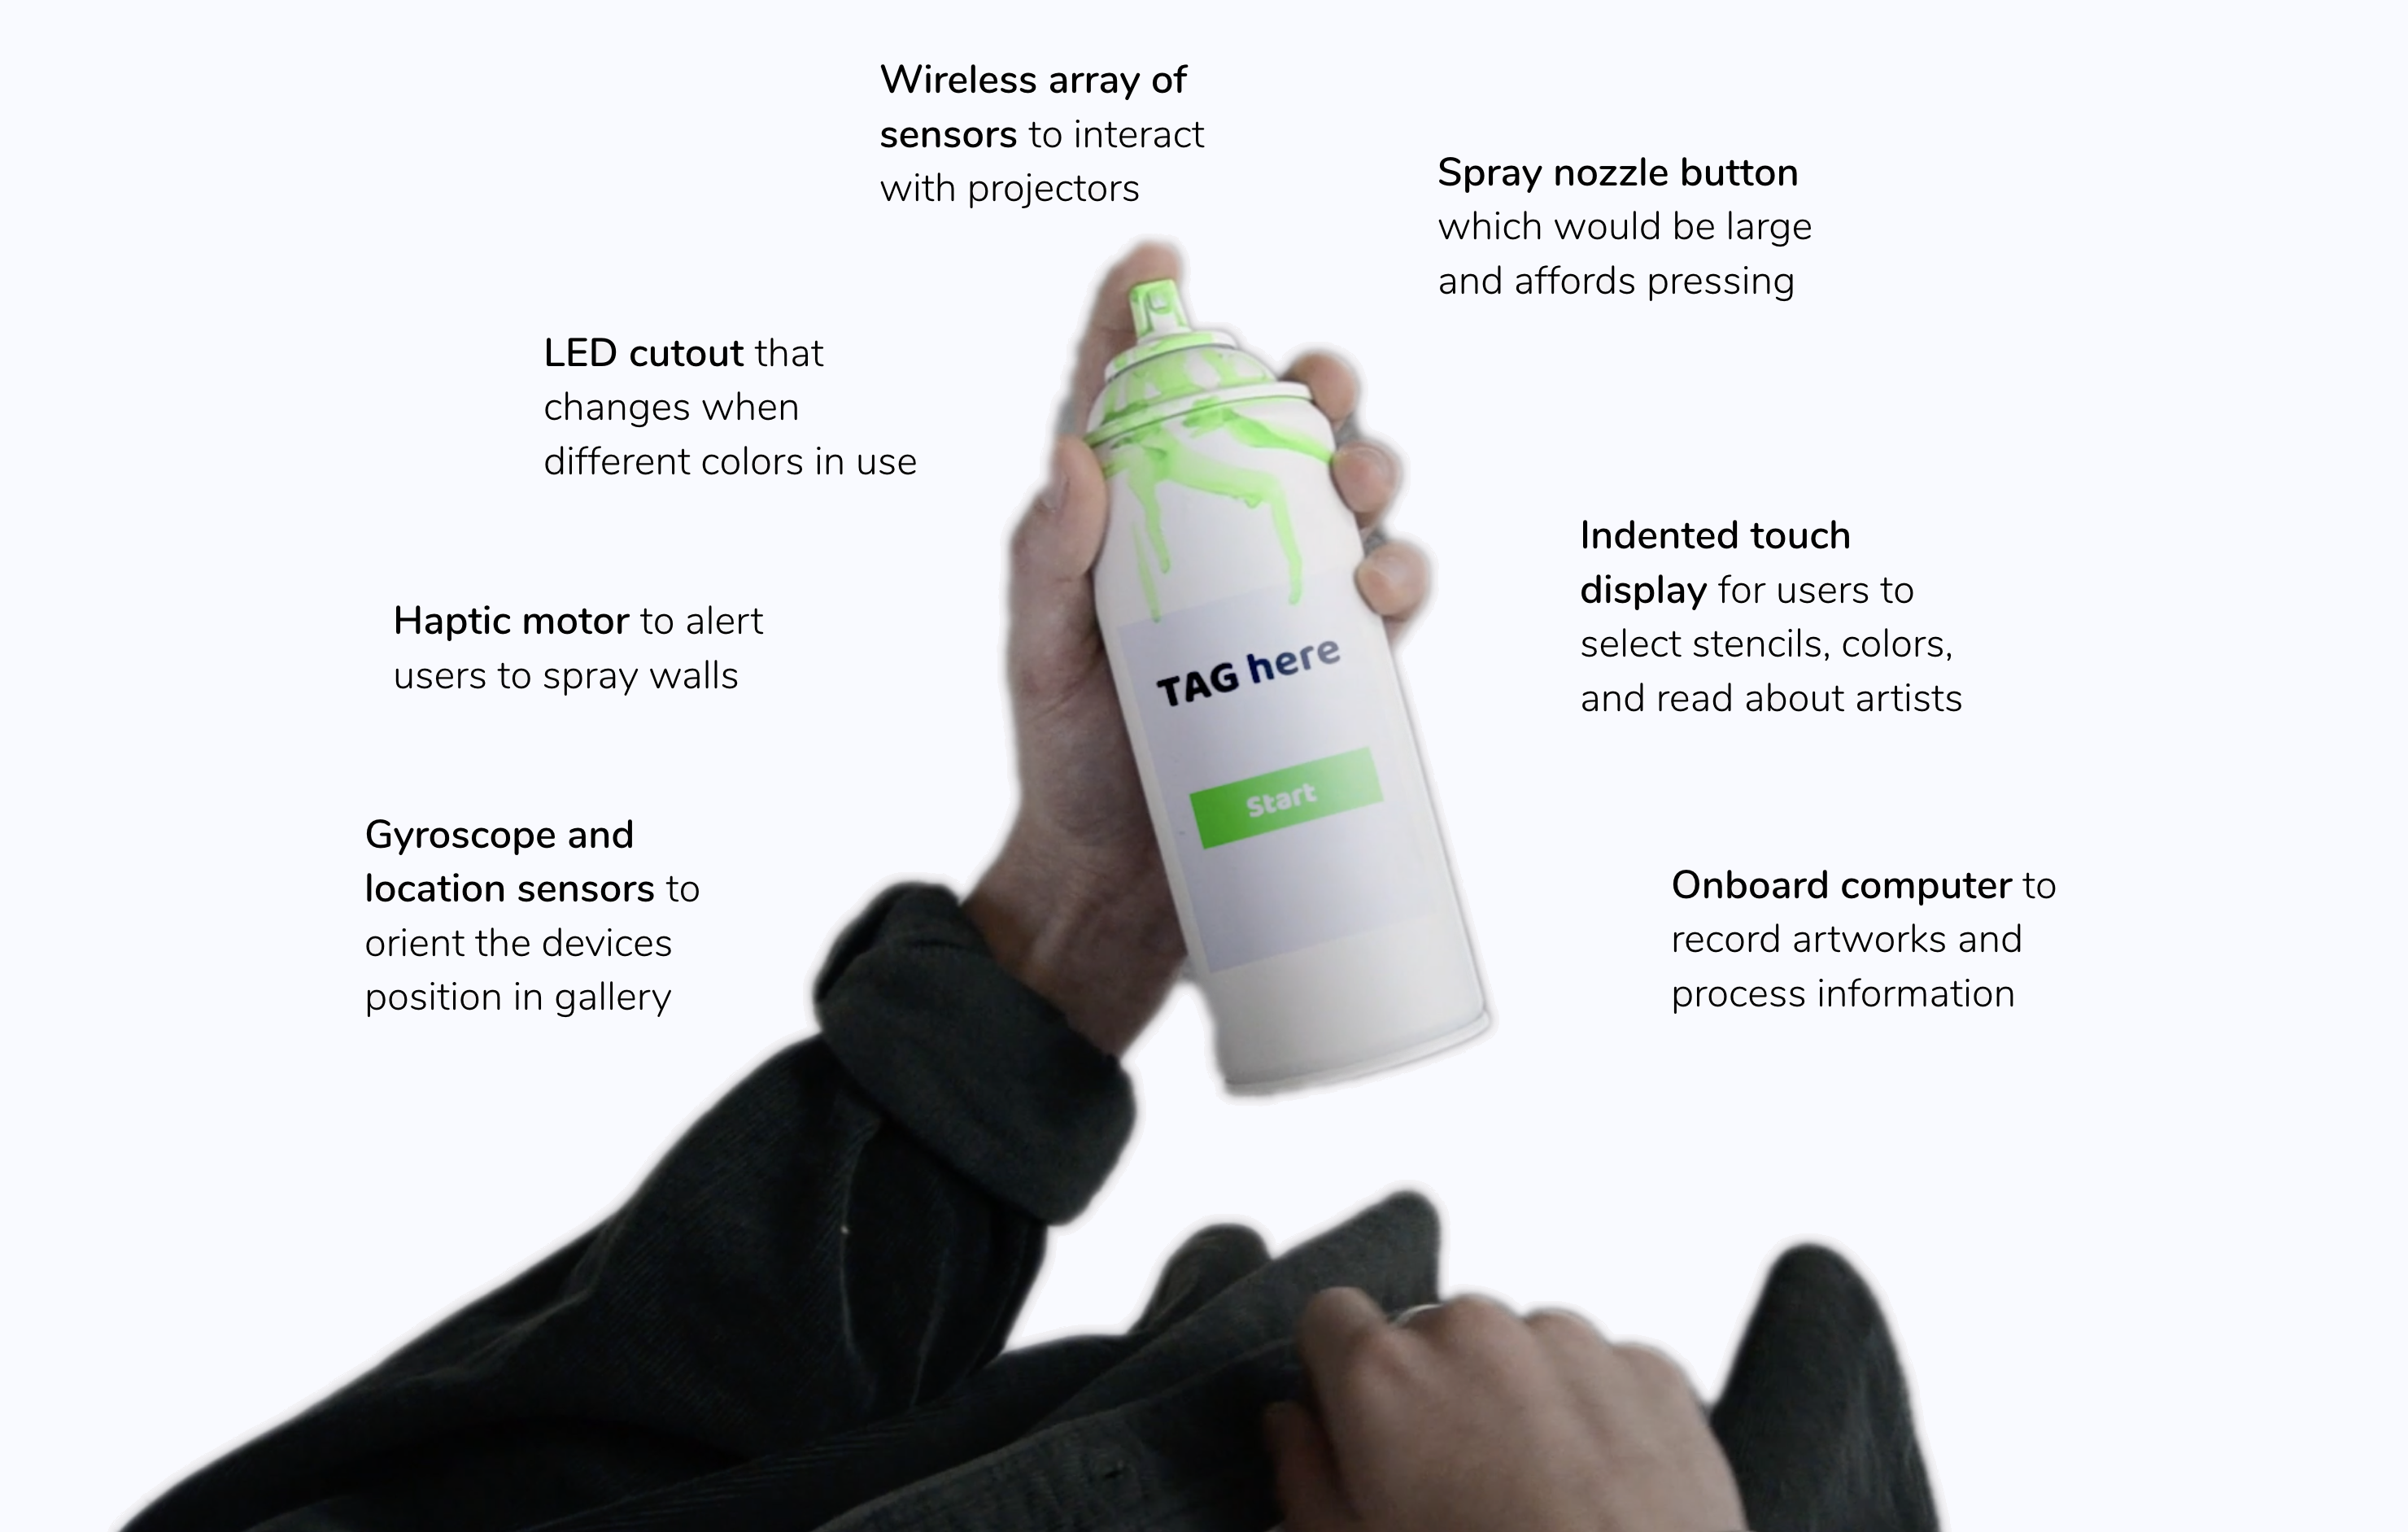 Wireless array of
sensors to interact
with projectors
Spray nozzle button
which would be large
and affords pressing
LED cutout that
changes when
different colors in use
Indented touch
display for users to
select stencils, colors,
and read about artists
Haptic motor to alert
users to spray walls
TAG here
Start
Gyroscope and
location sensors to
orient the devices
position in gallery
Onboard computer to
record artworks and
process information